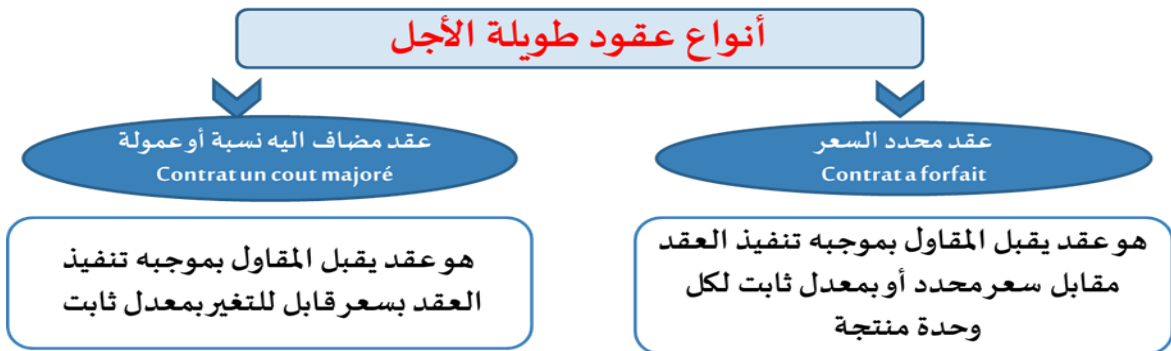 أنواع عقود طويلة الأجل
عقد محدد السعر
Contrat a forfait
هو عقد يقبل المقاول بموجبه تنفيذ العقد
مقابل سعر محدد أو بمعدل ثابت لكل
وحدة منتجة
عقد مضاف اليه نسبة أو عمولة
Contrat un cout majoré
هو عقد يقبل المقاول بموجبه تنفيذ
العقد بسعر قابل للتغير بمعدل ثابت